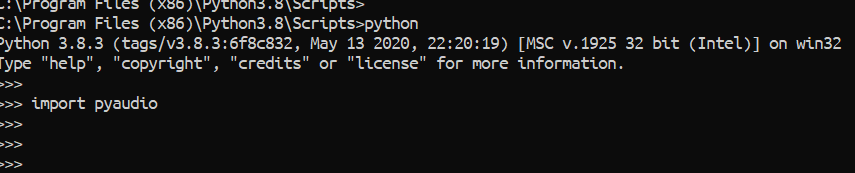 C:\Program Files (x86)\Python3.8\Scripts>
C:\Program Files (x86)\Python3.8\Scripts>python
Python 3.8.3 (tags/v3.8.3:6f8c832, May 13 2020, 22:20:19) [MSC v.1925 32 bit (Intel)] on win32
Type "help", "copyright", "credits" or "license" for more information.
>>>
>>> import pyaudio
>>>
>>>
>>>